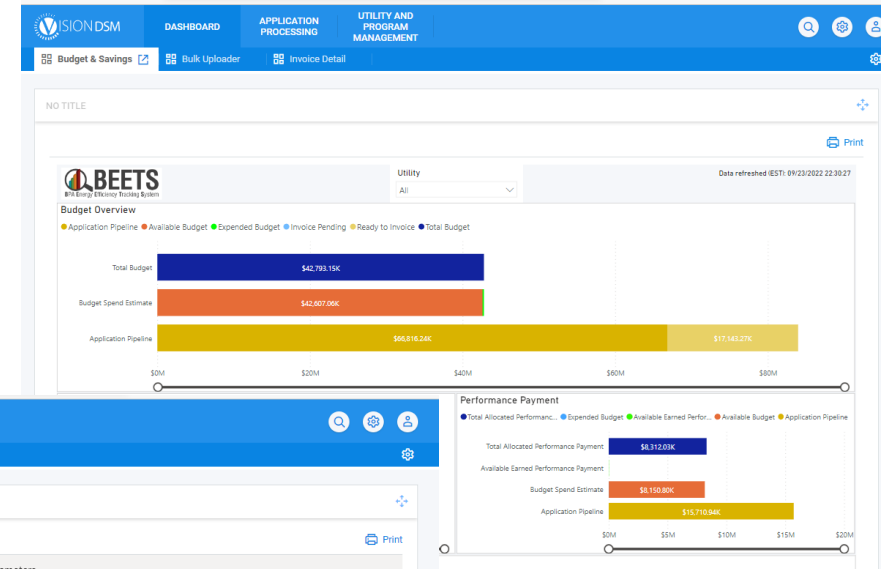 VISION DSM
DASHBOARD
APPLICATION
PROCESSING
UTILITY AND
PROGRAM
MANAGEMENT
Budget & Savings
Bulk Uploader
Invoice Detail
NO TITLE
Print
BEETS
BPA Energy Efficiency Tracking System
Utility
All
Data refreshed (EST): 09/23/2022 22:30:27
Budget Overview
Application Pipeline Available Budget Expended Budget Invoice Pending Ready to Invoice Total Budget
Total Budget $42,793.15K
Budget Spend Estimate $42,607.06K
Application Pipeline $66,816.24K $17,143.27K
$0M $20M $40M $60M $80M
Performance Payment
Total Allocated Performanc... Expended Budget Available Earned Perfor... Available Budget Application Pipeline
Total Allocated Performance Payment $8,312.03K
Available Earned Performance Payment
Budget Spend Estimate $8,150.80K
Application Pipeline $15,710.94K
$0M $5M $10M $15M $20M
Print